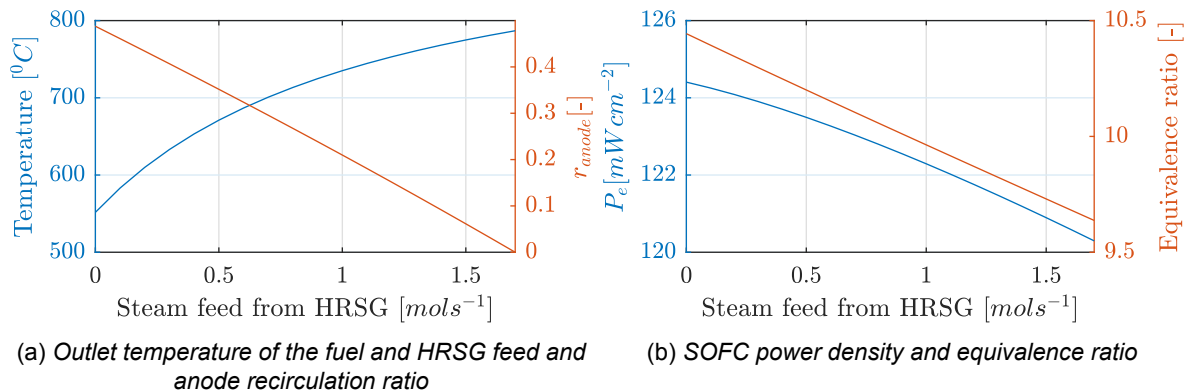 800
700
600
500
Temperature [⁰C]
0.4
0.3
0.2
0.1
0
r_anode[-]
0
0.5
1
1.5
Steam feed from HRSG [mols⁻¹]
(a) Outlet temperature of the fuel and HRSG feed and
anode recirculation ratio
126
124
122
120
P_e[mWcm⁻²]
10.5
10
9.5
Equivalence ratio [-]
0
0.5
1
1.5
Steam feed from HRSG [mols⁻¹]
(b) SOFC power density and equivalence ratio